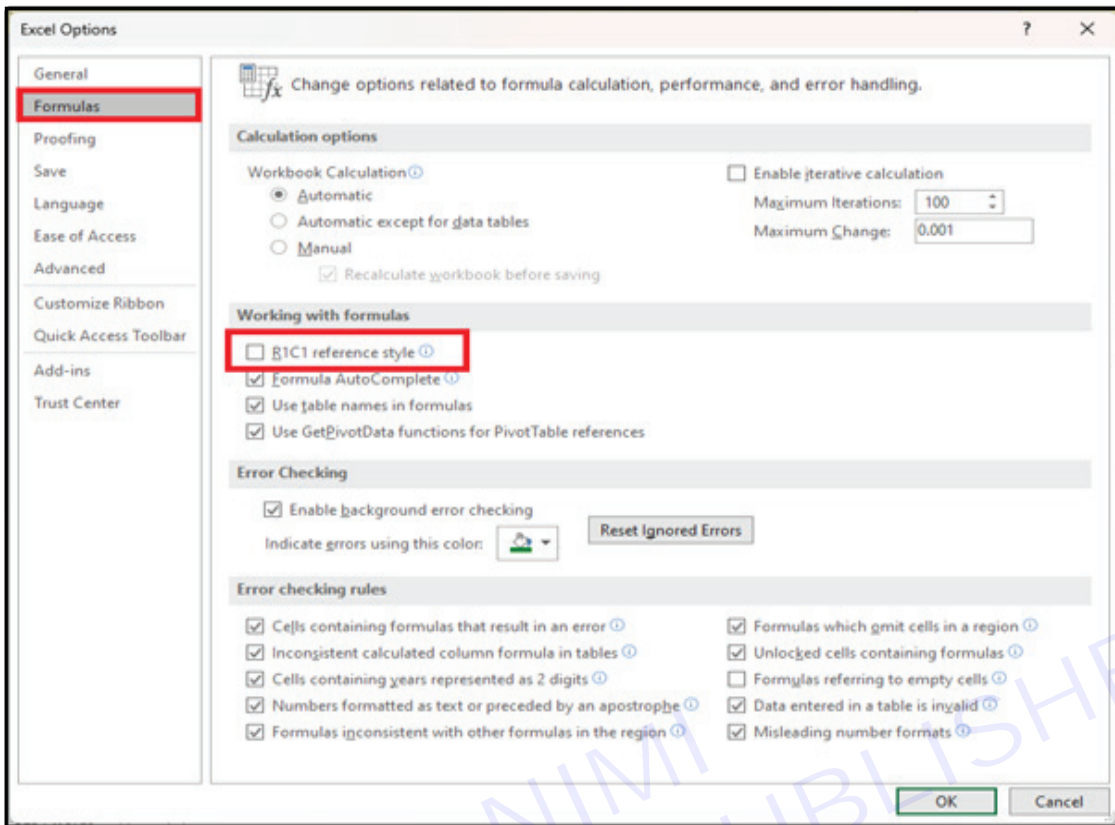 Excel Options
?
General
Formulas
Proofing
Save
Language
Ease of Access
Advanced
Customize Ribbon
Quick Access Toolbar
Add-ins
Trust Center
fx Change options related to formula calculation, performance, and error handling.
Calculation options
Workbook Calculation
Automatic
Automatic except for data tables
Manual
Recalculate workbook before saving
Enable iterative calculation
Maximum Iterations: 100
Maximum Change: 0.001
Working with formulas
R1C1 reference style
Formula AutoComplete
Use table names in formulas
Use GetPivotData functions for PivotTable references
Error Checking
Enable background error checking
Indicate errors using this color:
Reset Ignored Errors
Error checking rules
Cells containing formulas that result in an error
Inconsistent calculated column formula in tables
Cells containing years represented as 2 digits
Numbers formatted as text or preceded by an apostrophe
Formulas inconsistent with other formulas in the region
Formulas which omit cells in a region
Unlocked cells containing formulas
Formulas referring to empty cells
Data entered in a table is invalid
Misleading number formats
OK
Cancel
NIMI